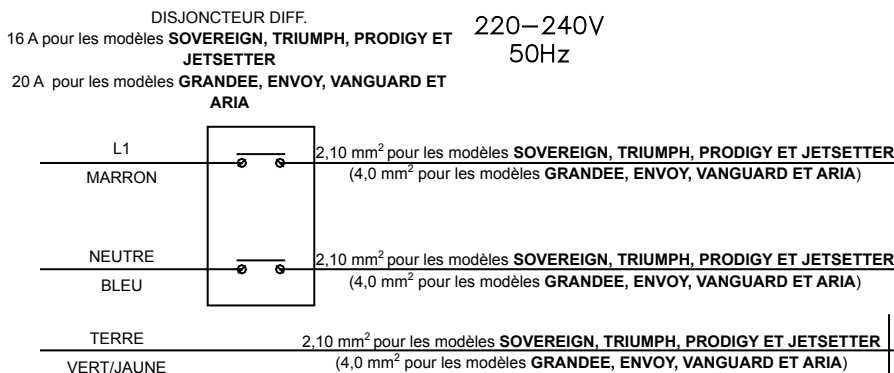 DISJONCTEUR DIFF.
16 A pour les modèles SOVEREIGN, TRIUMPH, PRODIGY ET
JETSETTER
20 A pour les modèles GRANDEE, ENVOY, VANGUARD ET
ARIA
220-240V
50Hz
L1
MARRON
2,10 mm² pour les modèles SOVEREIGN, TRIUMPH, PRODIGY ET JETSETTER
(4,0 mm² pour les modèles GRANDEE, ENVOY, VANGUARD ET ARIA)
NEUTRE
BLEU
2,10 mm² pour les modèles SOVEREIGN, TRIUMPH, PRODIGY ET JETSETTER
(4,0 mm² pour les modèles GRANDEE, ENVOY, VANGUARD ET ARIA)
TERRE
VERT/JAUNE
2,10 mm² pour les modèles SOVEREIGN, TRIUMPH, PRODIGY ET JETSETTER
(4,0 mm² pour les modèles GRANDEE, ENVOY, VANGUARD ET ARIA)